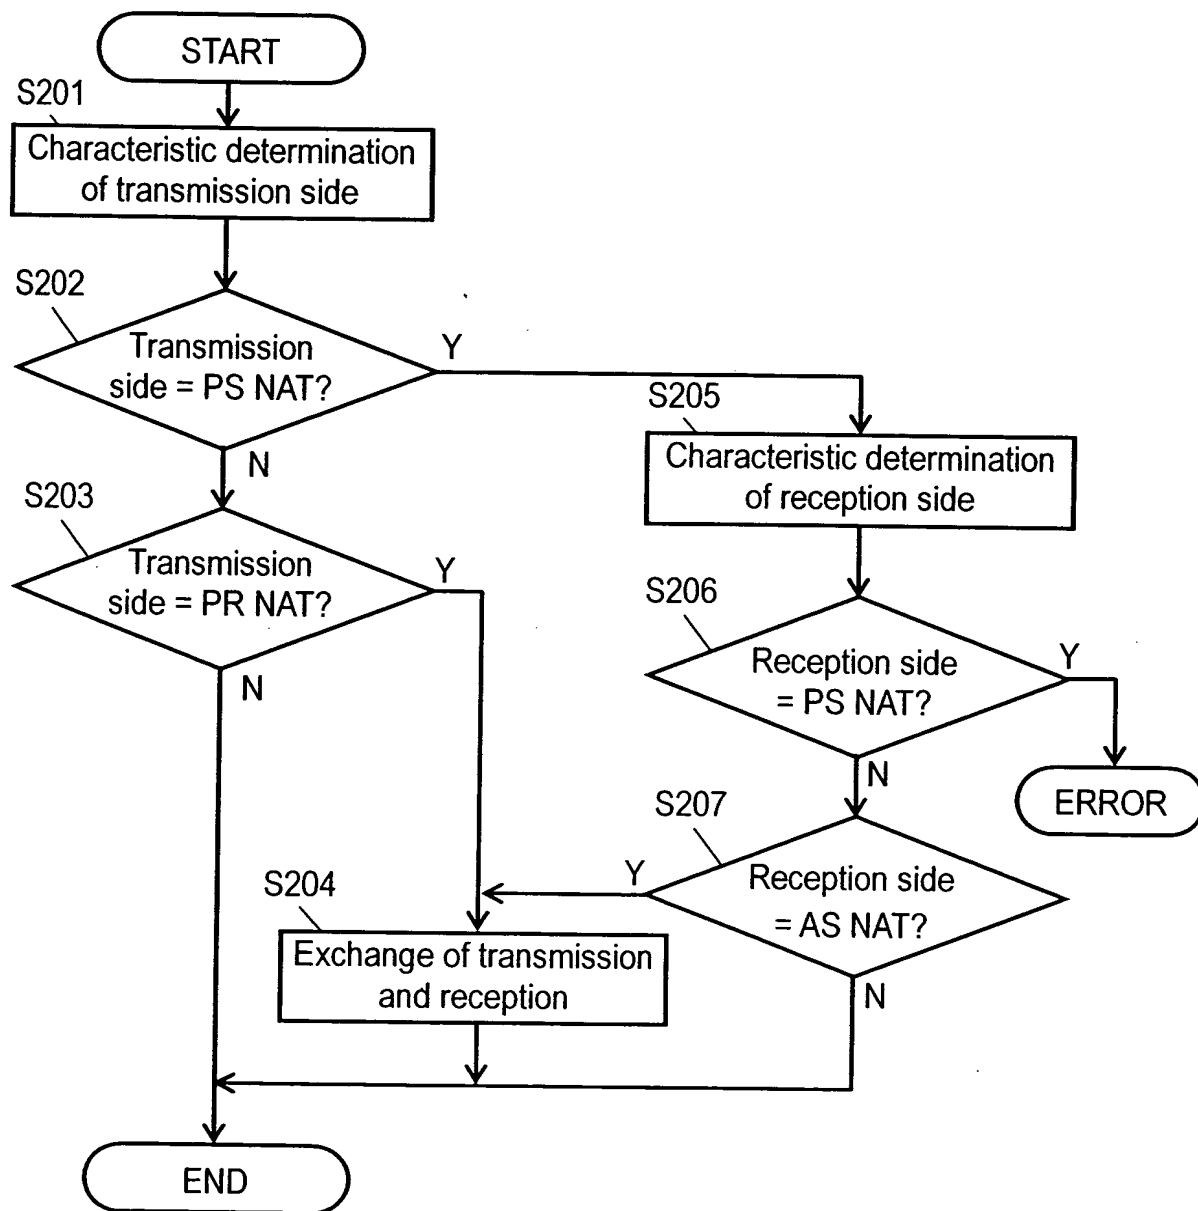 START
S201
Characteristic determination
of transmission side
S202
Transmission
side = PS NAT?
Y
N
S203
Transmission
side = PR NAT?
Y
N
S205
Characteristic determination
of reception side
S206
Reception side
= PS NAT?
Y
N
ERROR
S207
Reception side
= AS NAT?
Y
N
S204
Exchange of transmission
and reception
END